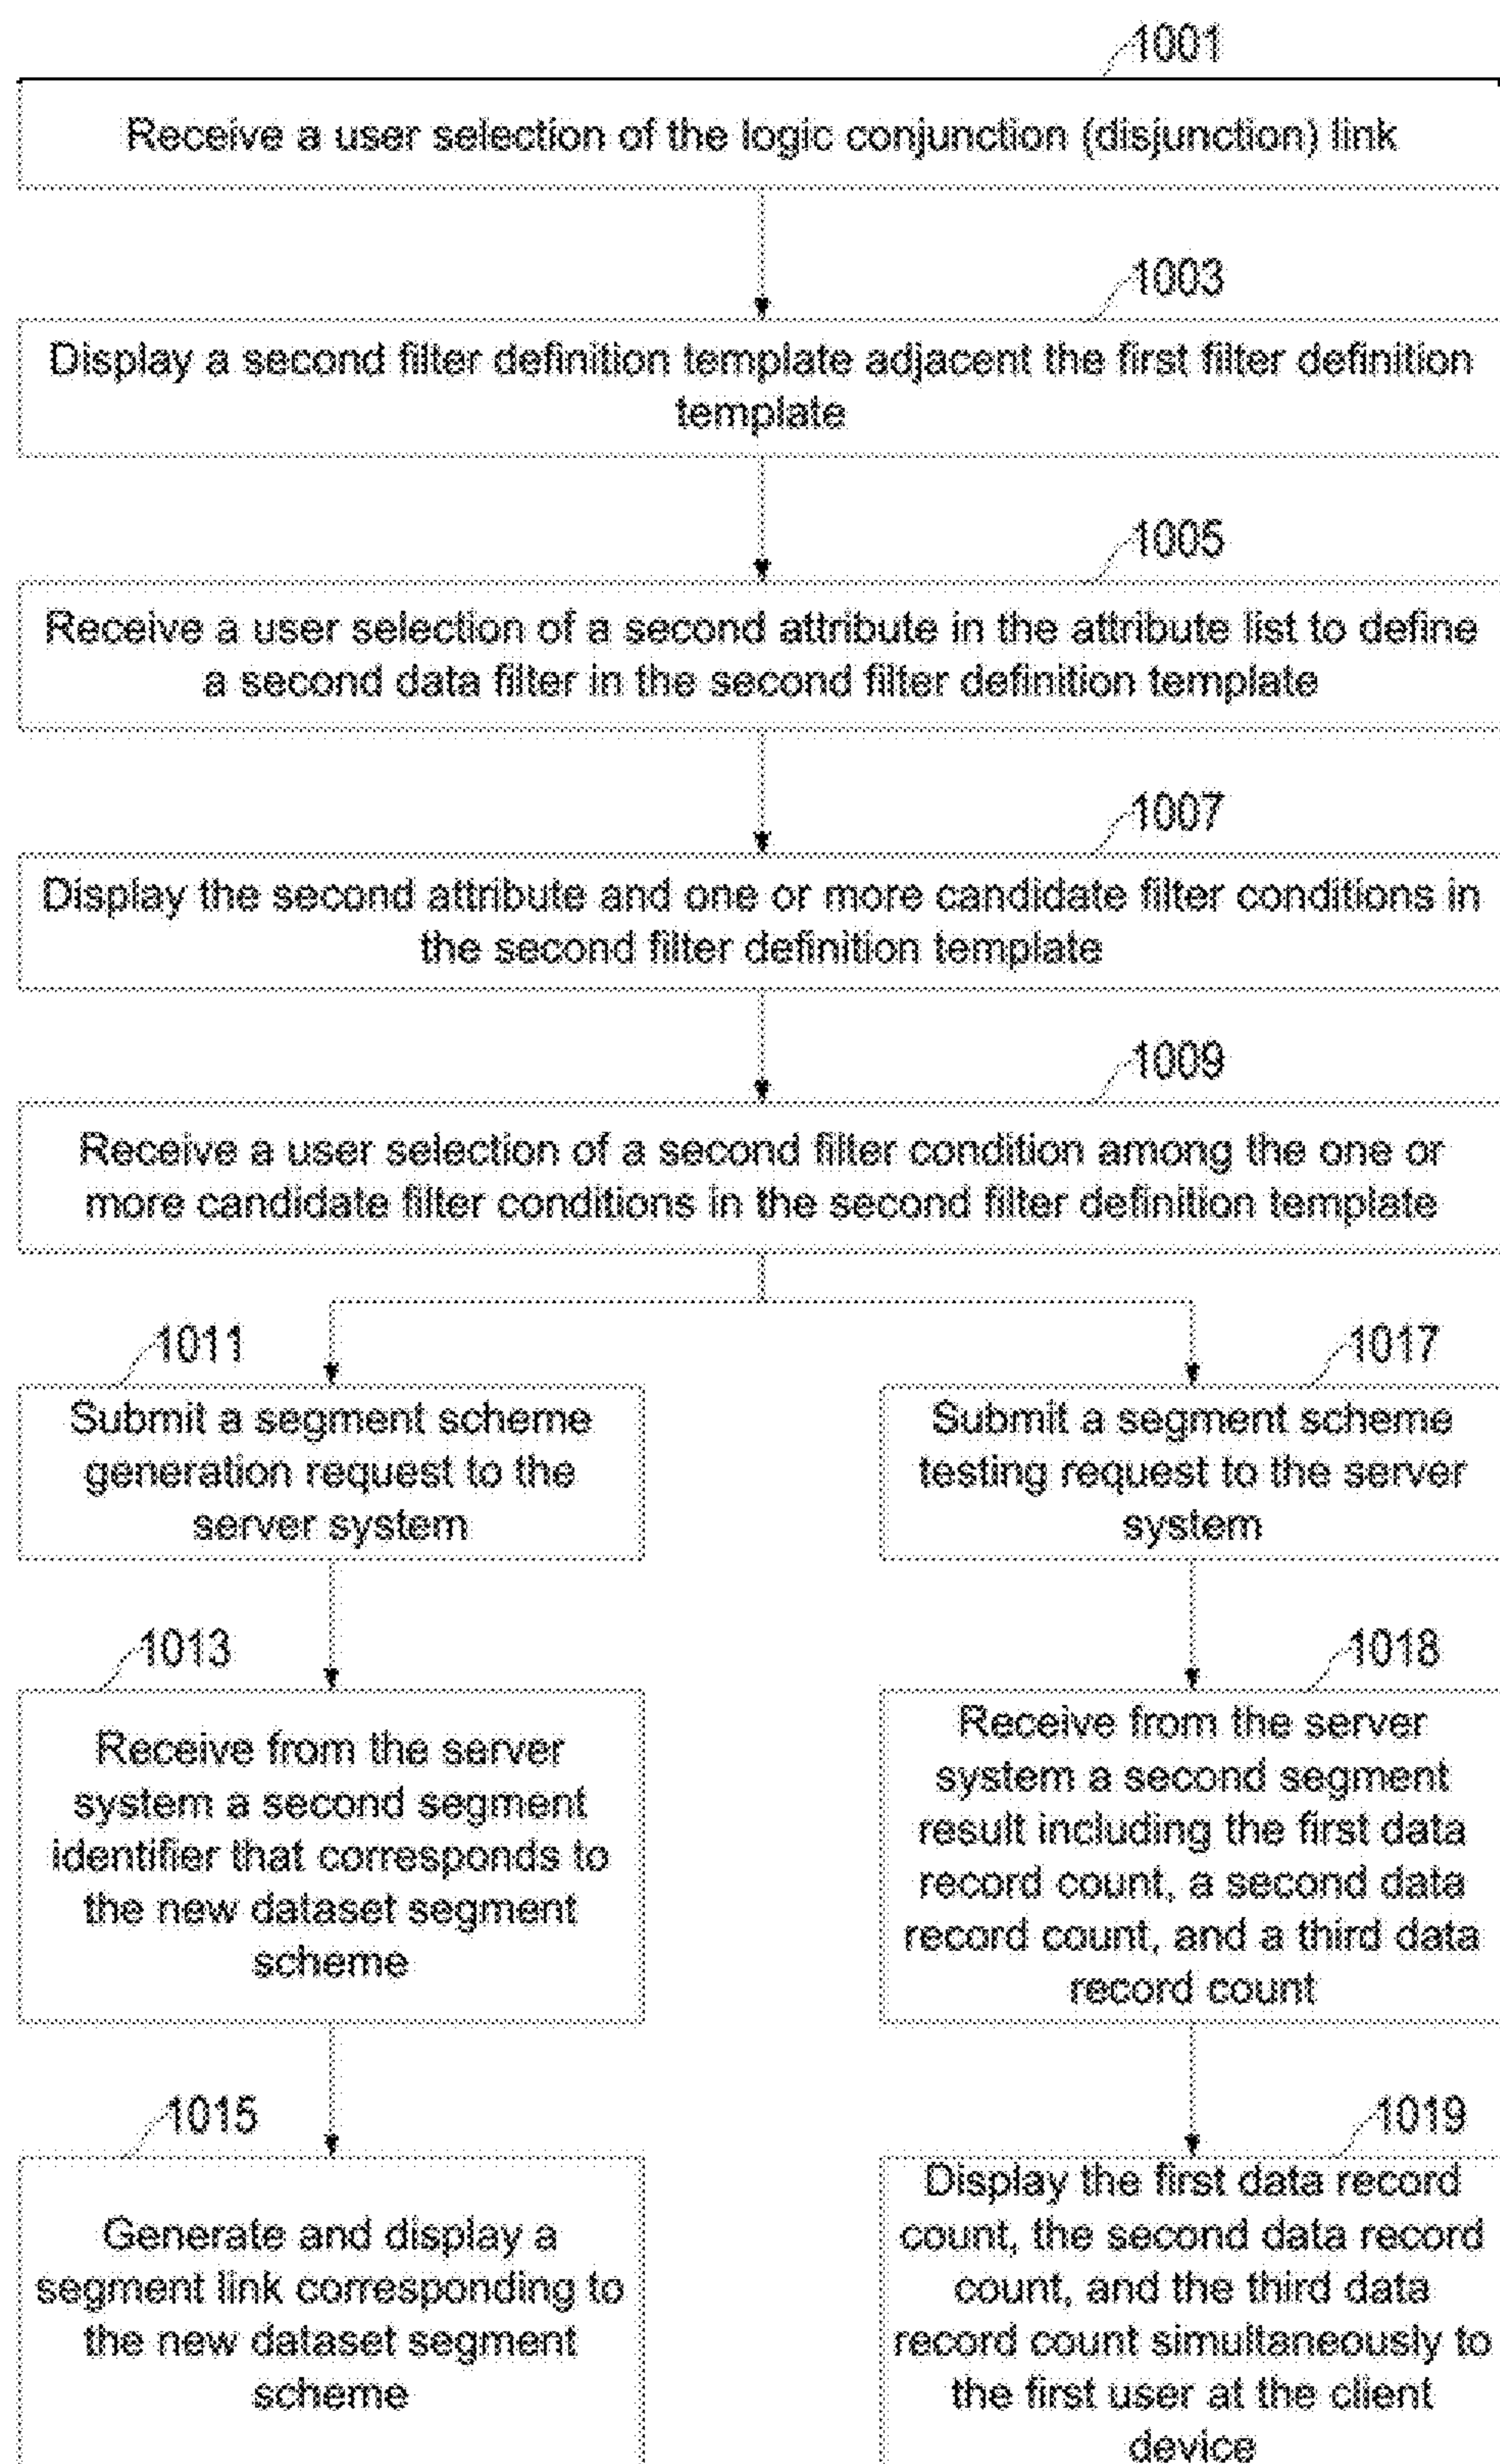 1001
Receive a user selection of the logic conjunction (disjunction) link
1003
Display a second filter definition template adjacent the first filter definition
template
1005
Receive a user selection of a second attribute in the attribute list to define
a second data filter in the second filter definition template
1007
Display the second attribute and one or more candidate filter conditions in
the second filter definition template
1009
Receive a user selection of a second filter condition among the one or
more candidate filter conditions in the second filter definition template
1011
Submit a segment scheme
generation request to the
server system
1013
Receive from the server
system a second segment
identifier that corresponds to
the new dataset segment
scheme
1015
Generate and display a
segment link corresponding to
the new dataset segment
scheme
1017
Submit a segment scheme
testing request to the server
system
1018
Receive from the server
system a second segment
result including the first data
record count, a second data
record count, and a third data
record count
1019
Display the first data record
count, the second data record
count, and the third data
record count simultaneously to
the first user at the client
device